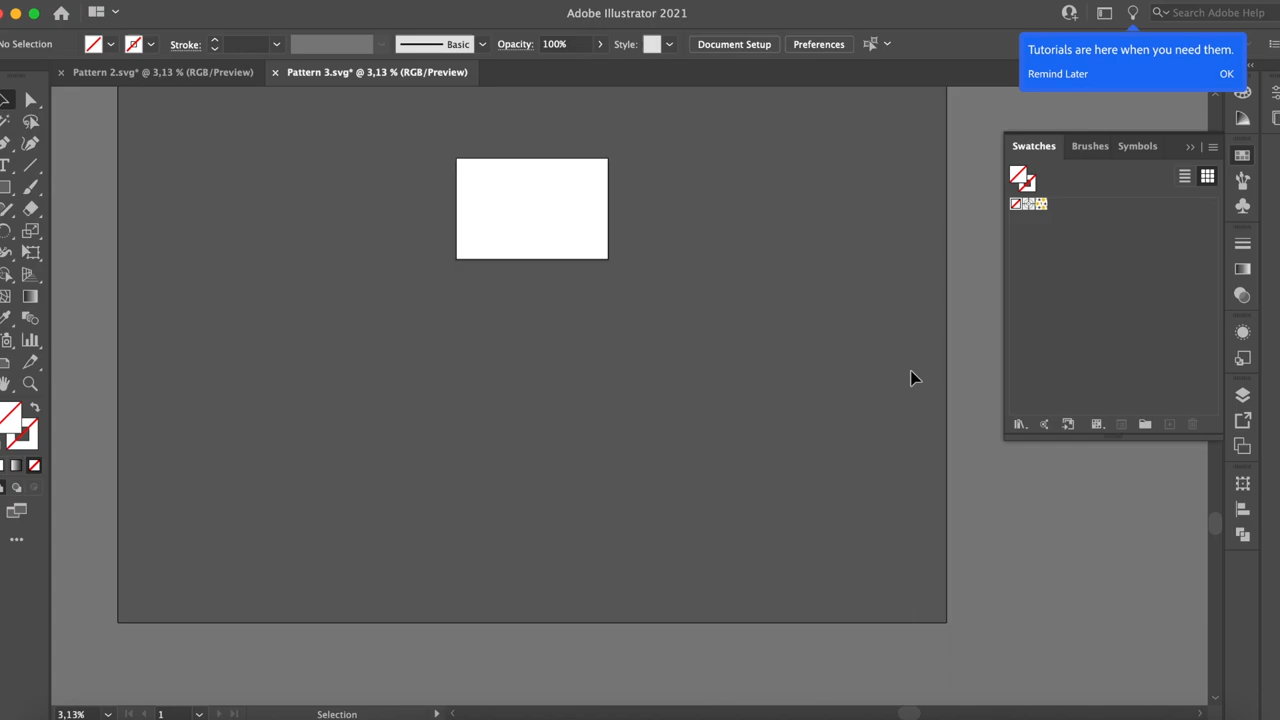 Adobe Illustrator 2021
Search Adobe Help
No Selection
Stroke:
Basic
Opacity: 100%
Style:
Document Setup
Preferences
Tutorials are here when you need them.
Remind Later
OK
Pattern 2.svg* @ 3,13 % (RGB/Preview)
Pattern 3.svg* @ 3,13 % (RGB/Preview)
Swatches
Brushes
Symbols
3,13%
1
Selection